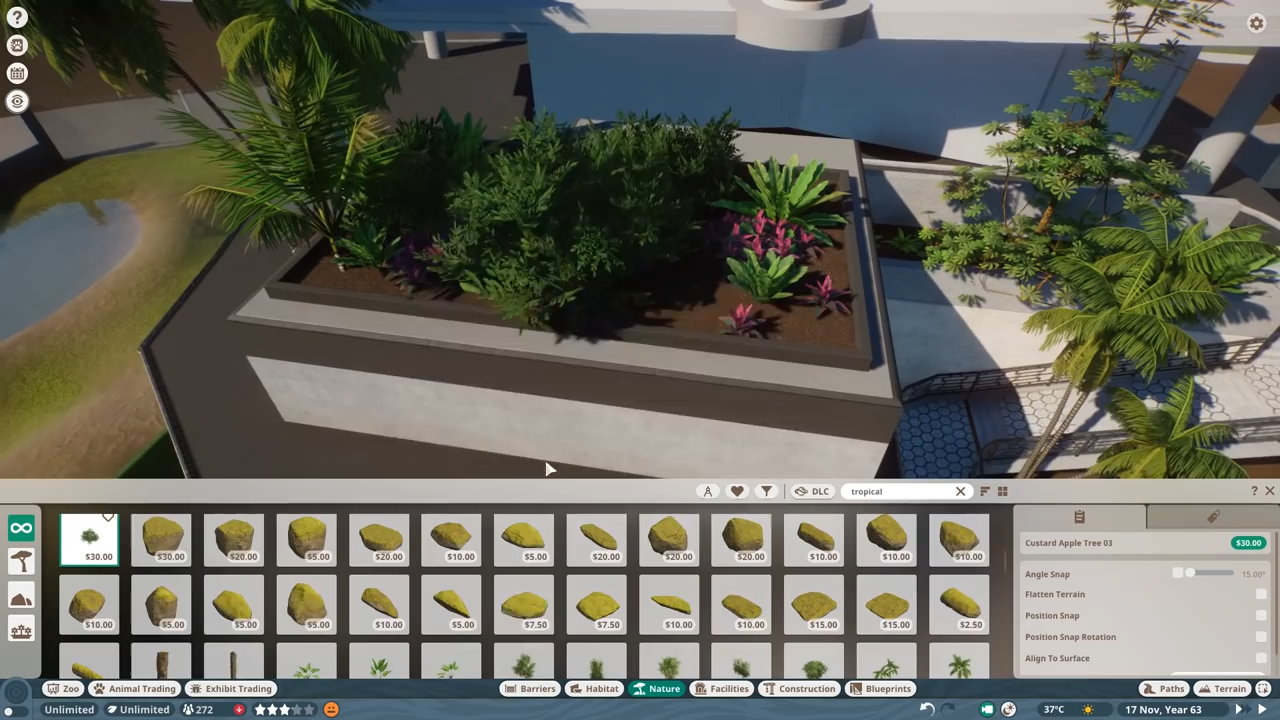 ?
DLC
tropical
?
$30.00 $30.00 $20.00 $5.00 $20.00 $10.00 $5.00 $20.00 $20.00 $20.00 $10.00 $10.00 $10.00
$10.00 $5.00 $5.00 $5.00 $10.00 $5.00 $7.50 $7.50 $10.00 $10.00 $15.00 $15.00 $2.50
Custard Apple Tree 03 $30.00
Angle Snap 15.00°
Flatten Terrain
Position Snap
Position Snap Rotation
Align To Surface
Zoo Animal Trading Exhibit Trading Barriers Habitat Nature Facilities Construction Blueprints Paths Terrain
Unlimited Unlimited 272 37°C 17 Nov, Year 63